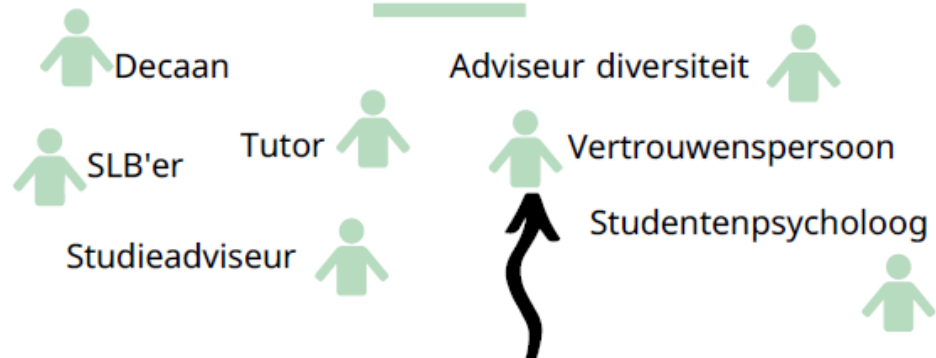 Decaan
Adviseur diversiteit
Tutor
Vertrouwenspersoon
SLB'er
Studentenpsycholoog
Studieadviseur